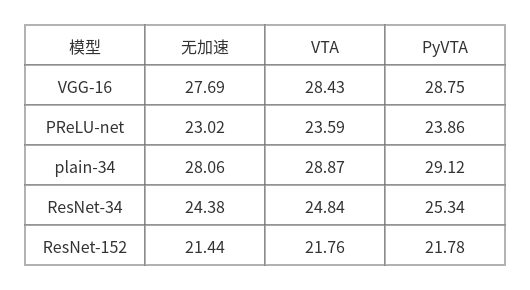 模型 无加速 VTA PyVTA
VGG-16 27.69 28.43 28.75
PReLU-net 23.02 23.59 23.86
plain-34 28.06 28.87 29.12
ResNet-34 24.38 24.84 25.34
ResNet-152 21.44 21.76 21.78